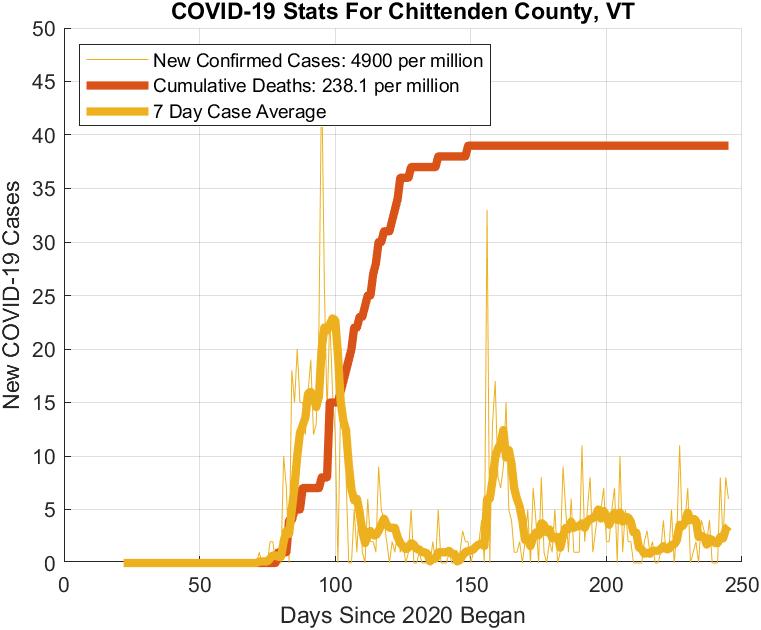 COVID-19 Stats For Chittenden County, VT
New Confirmed Cases: 4900 per million
Cumulative Deaths: 238.1 per million
7 Day Case Average
New COVID-19 Cases
50
45
40
35
30
25
20
15
10
5
0
0 50 100 150 200 250
Days Since 2020 Began